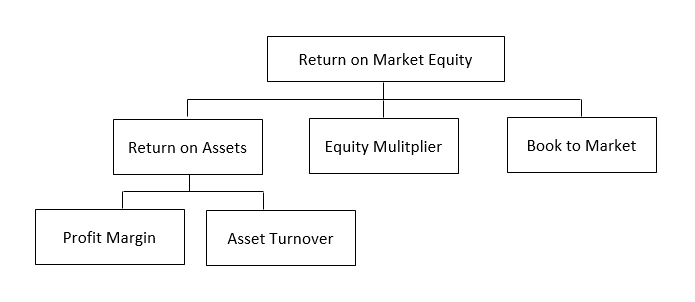 Return on Market Equity
Return on Assets
Equity Mulitplier
Book to Market
Profit Margin
Asset Turnover